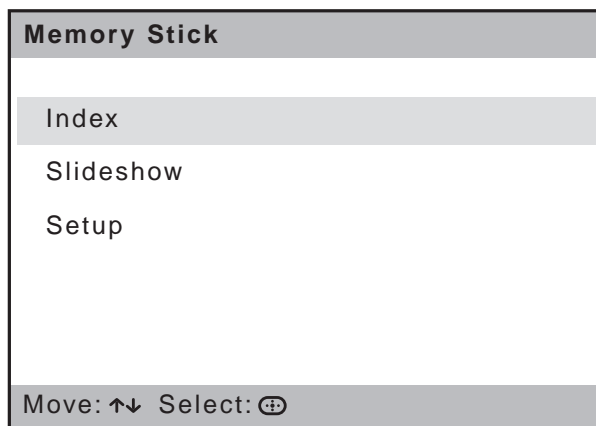 Memory Stick
Index
Slideshow
Setup
Move: ↑↓ Select: ⊕